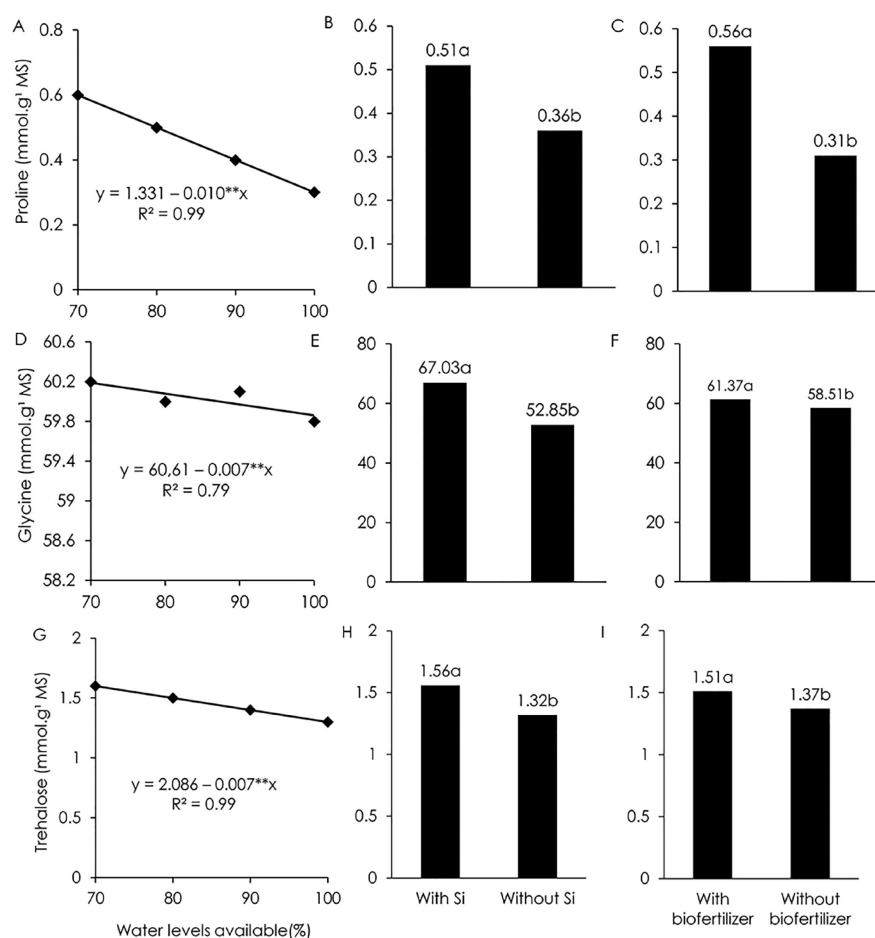 A
Proline (mmol.g¹ MS)
0.8
0.6
0.4
0.2
0
y = 1.331 – 0.010**x
R² = 0.99
70 80 90 100
B
0.6
0.5
0.4
0.3
0.2
0.1
0
0.51a
0.36b
C
0.6
0.5
0.4
0.3
0.2
0.1
0
0.56a
0.31b
D
Glycine (mmol.g¹ MS)
60.6
60.2
59.8
59.4
59
58.6
58.2
y = 60,61 – 0.007**x
R² = 0.79
70 80 90 100
E
80
60
40
20
0
67.03a
52.85b
F
80
60
40
20
0
61.37a
58.51b
G
Trehalose (mmol.g¹ MS)
2
1.5
1
0.5
0
y = 2.086 – 0.007**x
R² = 0.99
70 80 90 100
Water levels available(%)
H
2
1.5
1
0.5
0
1.56a
1.32b
With Si Without Si
I
2
1.5
1
0.5
0
1.51a
1.37b
With Without
biofertilizer biofertilizer